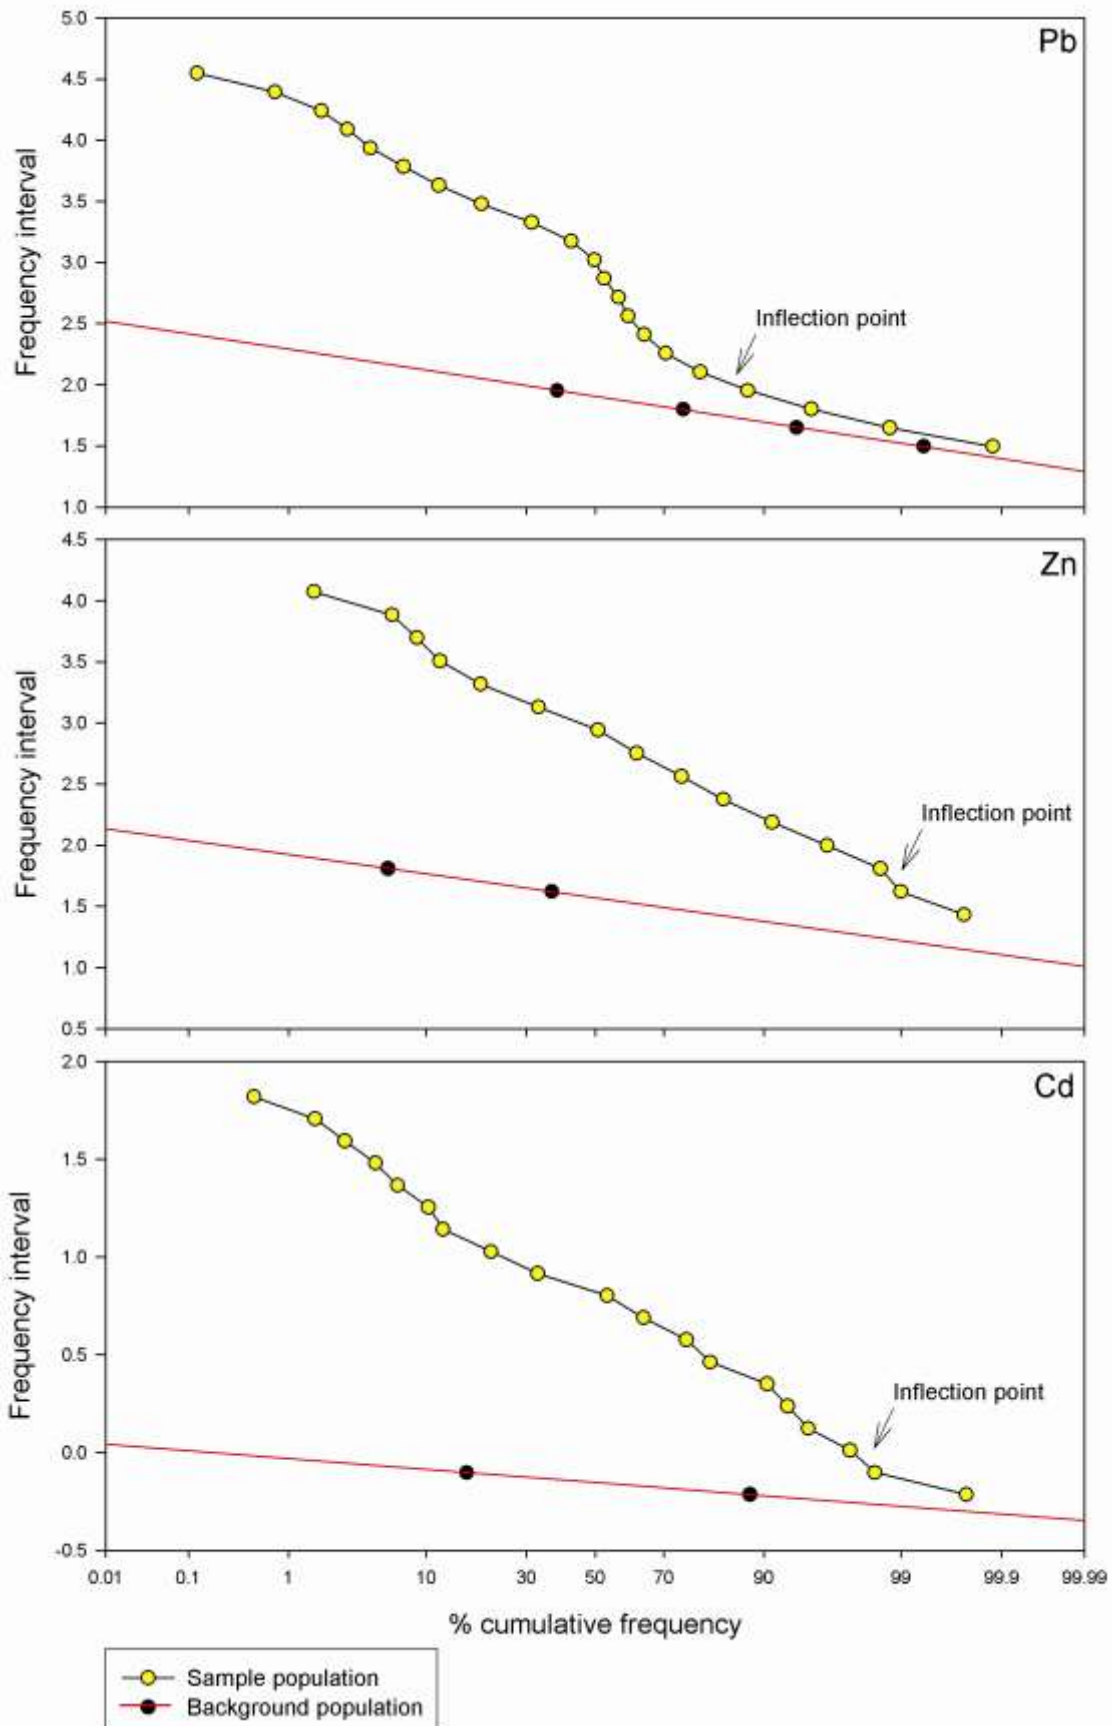 Pb
Frequency interval
5.0
4.5
4.0
3.5
3.0
2.5
2.0
1.5
1.0
Inflection point
Zn
Frequency interval
4.5
4.0
3.5
3.0
2.5
2.0
1.5
1.0
0.5
Inflection point
Cd
Frequency interval
2.0
1.5
1.0
0.5
0.0
-0.5
Inflection point
0.01 0.1 1 10 30 50 70 90 99 99.9 99.99
% cumulative frequency
Sample population
Background population